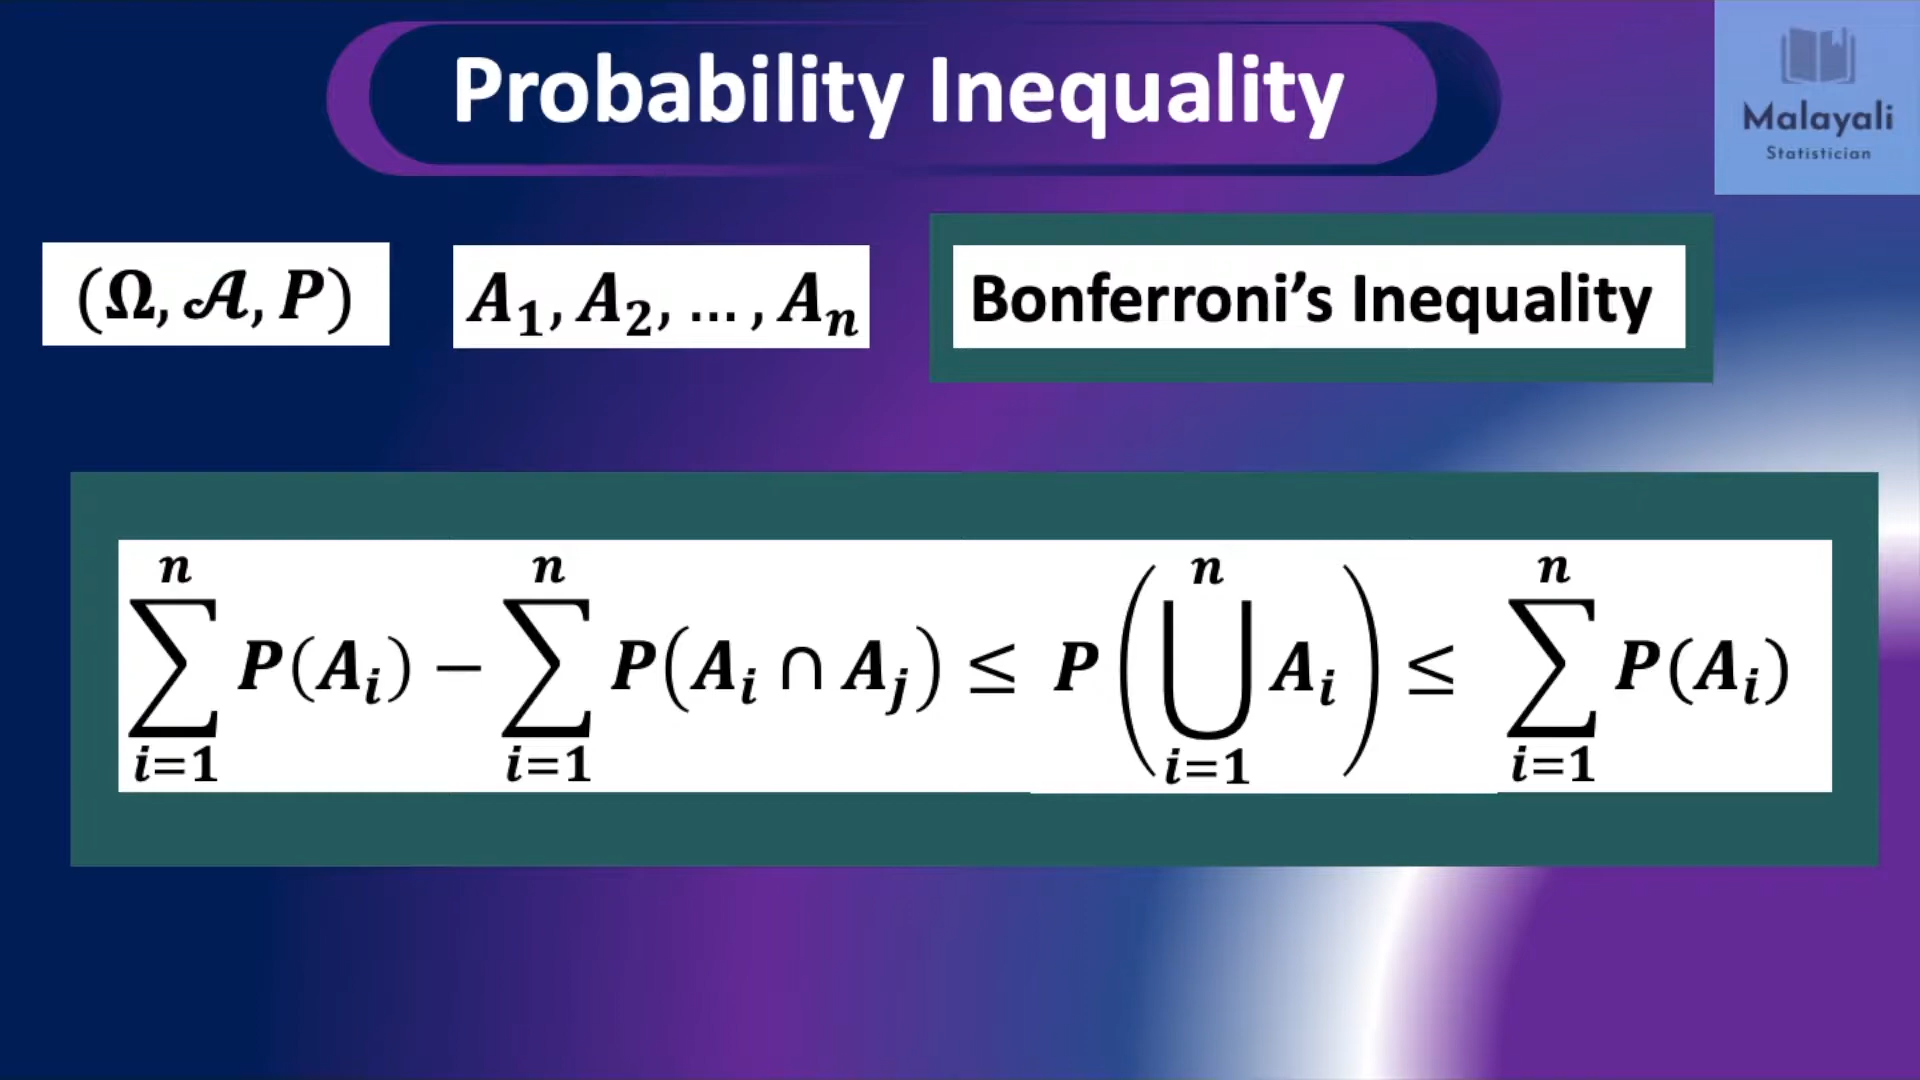 Probability Inequality
Malayali
Statistician
(Ω, 𝒜, P)
A₁, A₂, … , Aₙ
Bonferroni’s Inequality
∑ⁿᵢ₌₁ P(Aᵢ) − ∑ⁿᵢ₌₁ P(Aᵢ ∩ Aⱼ) ≤ P(⋃ⁿᵢ₌₁ Aᵢ) ≤ ∑ⁿᵢ₌₁ P(Aᵢ)